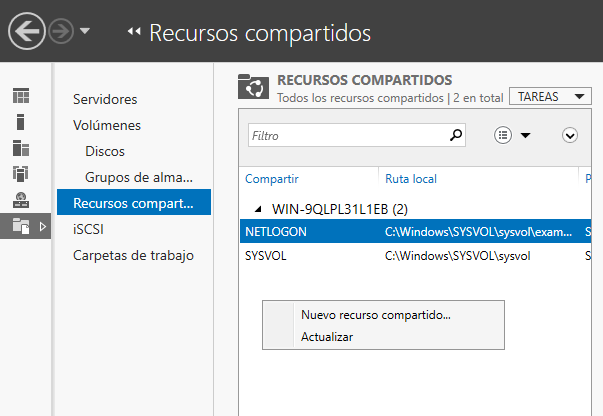 Recursos compartidos
Servidores
Volúmenes
Discos
Grupos de alma...
Recursos compart...
iSCSI
Carpetas de trabajo
RECURSOS COMPARTIDOS
Todos los recursos compartidos | 2 en total
TAREAS
Filtro
Compartir Ruta local P
WIN-9QLPL31L1EB (2)
NETLOGON C:\Windows\SYSVOL\sysvol\exam... S
SYSVOL C:\Windows\SYSVOL\sysvol S
Nuevo recurso compartido...
Actualizar